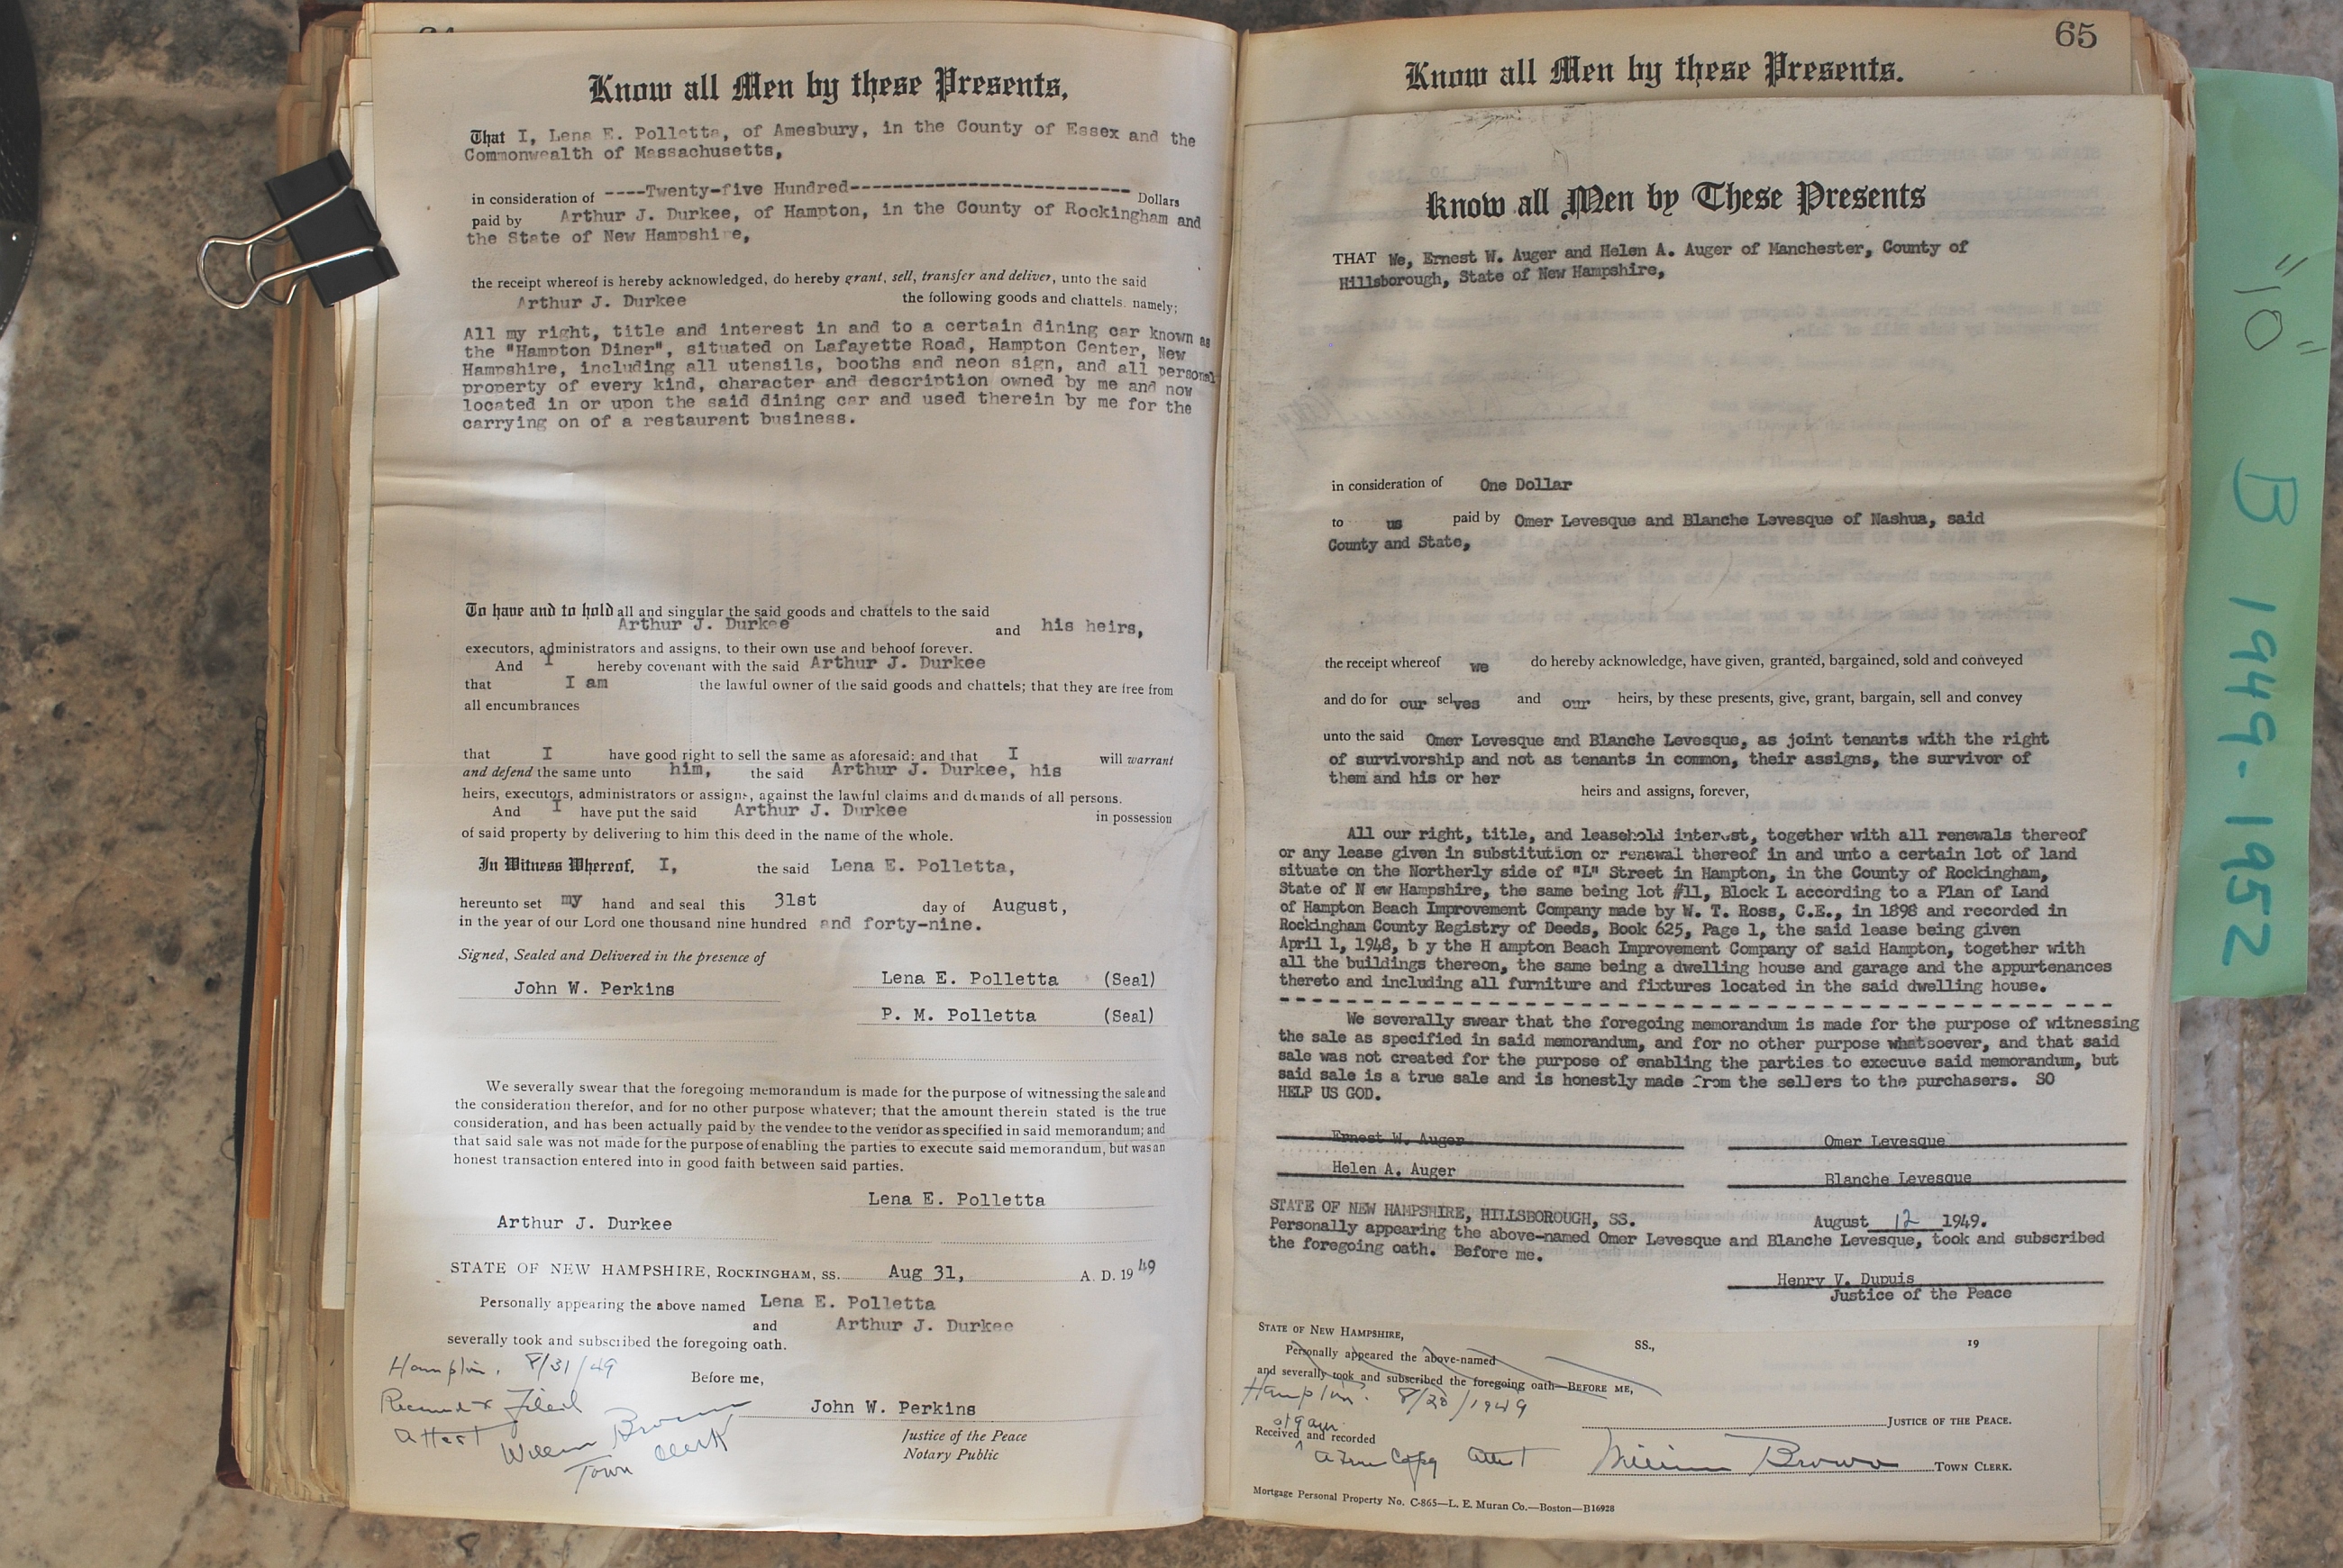 Know all Men by these Presents,
That I, Lena E. Polletta, of Amesbury, in the County of Essex and the
Commonwealth of Massachusetts,
in consideration of ----Twenty-five Hundred---------------------------- Dollars
paid by Arthur J. Durkee, of Hampton, in the County of Rockingham and
the State of New Hampshire,
the receipt whereof is hereby acknowledged, do hereby grant, sell, transfer and deliver, unto the said
Arthur J. Durkee the following goods and chattels, namely;
All my right, title and interest in and to a certain dining car known as
the "Hampton Diner", situated on Lafayette Road, Hampton Center, New
Hampshire, including all utensils, booths and neon sign, and all personal
property of every kind, character and description owned by me and now
located in or upon the said dining car and used therein by me for the
carrying on of a restaurant business.
To have and to hold all and singular the said goods and chattels to the said
Arthur J. Durkee and his heirs,
executors, administrators and assigns, to their own use and behoof forever.
And I hereby covenant with the said Arthur J. Durkee
that I am the lawful owner of the said goods and chattels; that they are free from
all encumbrances
that I have good right to sell the same as aforesaid; and that I will warrant
and defend the same unto him, the said Arthur J. Durkee, his
heirs, executors, administrators or assigns, against the lawful claims and demands of all persons.
And I have put the said Arthur J. Durkee in possession
of said property by delivering to him this deed in the name of the whole.
In Witness Whereof, I, the said Lena E. Polletta,
hereunto set my hand and seal this 31st day of August,
in the year of our Lord one thousand nine hundred and forty-nine.
Signed, Sealed and Delivered in the presence of
Lena E. Polletta (Seal)
John W. Perkins
P. M. Polletta (Seal)
We severally swear that the foregoing memorandum is made for the purpose of witnessing the sale and
the consideration therefor, and for no other purpose whatever; that the amount therein stated is the true
consideration, and has been actually paid by the vendee to the vendor as specified in said memorandum; and
that said sale was not made for the purpose of enabling the parties to execute said memorandum, but was an
honest transaction entered into in good faith between said parties.
Lena E. Polletta
Arthur J. Durkee
STATE OF NEW HAMPSHIRE, ROCKINGHAM, SS. Aug 31, A. D. 1949
Personally appearing the above named Lena E. Polletta
and Arthur J. Durkee
severally took and subscribed the foregoing oath.
Hampton, 8/31/49
Before me,
Received & Filed
John W. Perkins
Attest William Brown
Town Clerk
Justice of the Peace
Notary Public
65
Know all Men by these Presents.
Know all Men by These Presents
THAT We, Ernest W. Auger and Helen A. Auger of Manchester, County of
Hillsborough, State of New Hampshire,
in consideration of One Dollar
to us paid by Omer Levesque and Blanche Levesque of Nashua, said
County and State,
the receipt whereof we do hereby acknowledge, have given, granted, bargained, sold and conveyed
and do for our selves and our heirs, by these presents, give, grant, bargain, sell and convey
unto the said Omer Levesque and Blanche Levesque, as joint tenants with the right
of survivorship and not as tenants in common, their assigns, the survivor of
them and his or her
heirs and assigns, forever,
All our right, title, and leasehold interest, together with all renewals thereof
or any lease given in substitution or renewal thereof in and unto a certain lot of land
situate on the Northerly side of "L" Street in Hampton, in the County of Rockingham,
State of N ew Hampshire, the same being lot #11, Block L according to a Plan of Land
of Hampton Beach Improvement Company made by W. T. Ross, C.E., in 1898 and recorded in
Rockingham County Registry of Deeds, Book 625, Page 1, the said lease being given
April 1, 1948, b y the H ampton Beach Improvement Company of said Hampton, together with
all the buildings thereon, the same being a dwelling house and garage and the appurtenances
thereto and including all furniture and fixtures located in the said dwelling house.
We severally swear that the foregoing memorandum is made for the purpose of witnessing
the sale as specified in said memorandum, and for no other purpose whatsoever, and that said
sale was not created for the purpose of enabling the parties to execute said memorandum, but
said sale is a true sale and is honestly made from the sellers to the purchasers. SO
HELP US GOD.
Ernest W. Auger Omer Levesque
Helen A. Auger Blanche Levesque
STATE OF NEW HAMPSHIRE, HILLSBOROUGH, SS. August 12 1949.
Personally appearing the above-named Omer Levesque and Blanche Levesque, took and subscribed
the foregoing oath. Before me.
Henry V. Dupuis
Justice of the Peace
STATE OF NEW HAMPSHIRE, SS., 19
Personally appeared the above-named
and severally took and subscribed the foregoing oath—BEFORE ME,
Hampton. 8/20/1949
JUSTICE OF THE PEACE.
at 9 am
Received and recorded
A True Copy Attest William Brown TOWN CLERK.
Mortgage Personal Property No. C-865—L. E. Muran Co.—Boston—B16928
"10" B 1949-1952